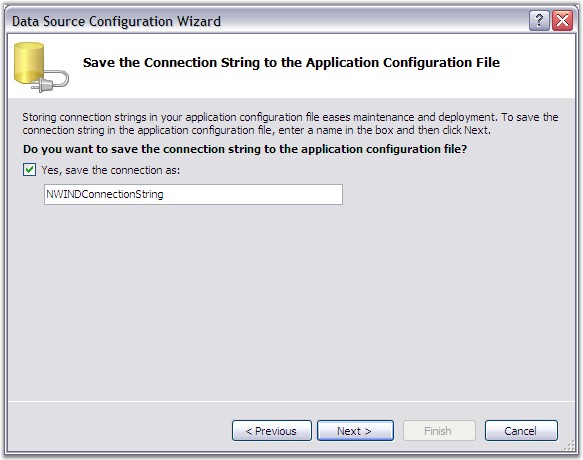 Data Source Configuration Wizard
?
Save the Connection String to the Application Configuration File
Storing connection strings in your application configuration file eases maintenance and deployment. To save the
connection string in the application configuration file, enter a name in the box and then click Next.
Do you want to save the connection string to the application configuration file?
Yes, save the connection as:
NWINDConnectionString
< Previous
Next >
Finish
Cancel